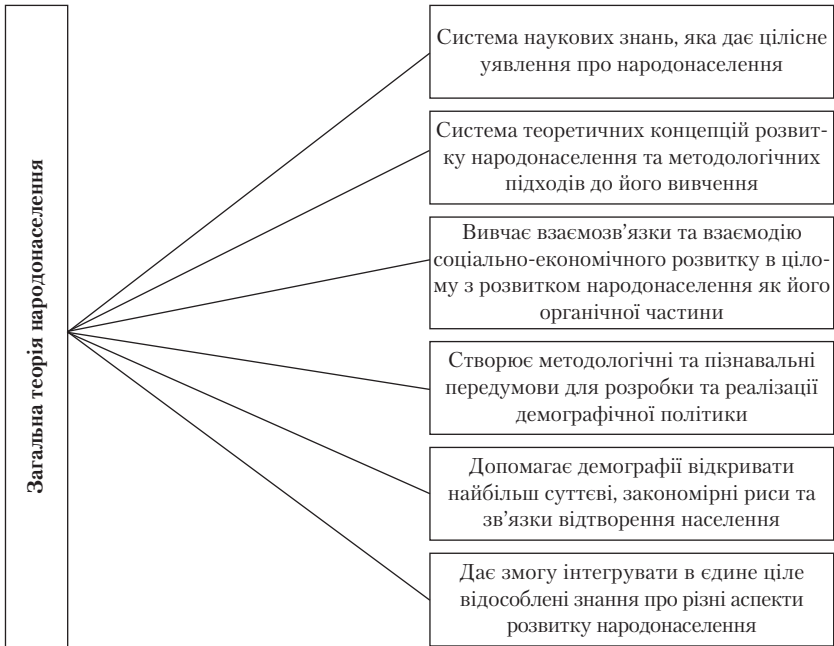 Загальна теорія народонаселення
Система наукових знань, яка дає цілісне
уявлення про народонаселення
Система теоретичних концепцій розвит-
ку народонаселення та методологічних
підходів до його вивчення
Вивчає взаємозв'язки та взаємодію
соціально-економічного розвитку в ціло-
му з розвитком народонаселення як його
органічної частини
Створює методологічні та пізнавальні
передумови для розробки та реалізації
демографічної політики
Допомагає демографії відкривати
найбільш суттєві, закономірні риси та
зв'язки відтворення населення
Дає змогу інтегрувати в єдине ціле
відособлені знання про різні аспекти
розвитку народонаселення